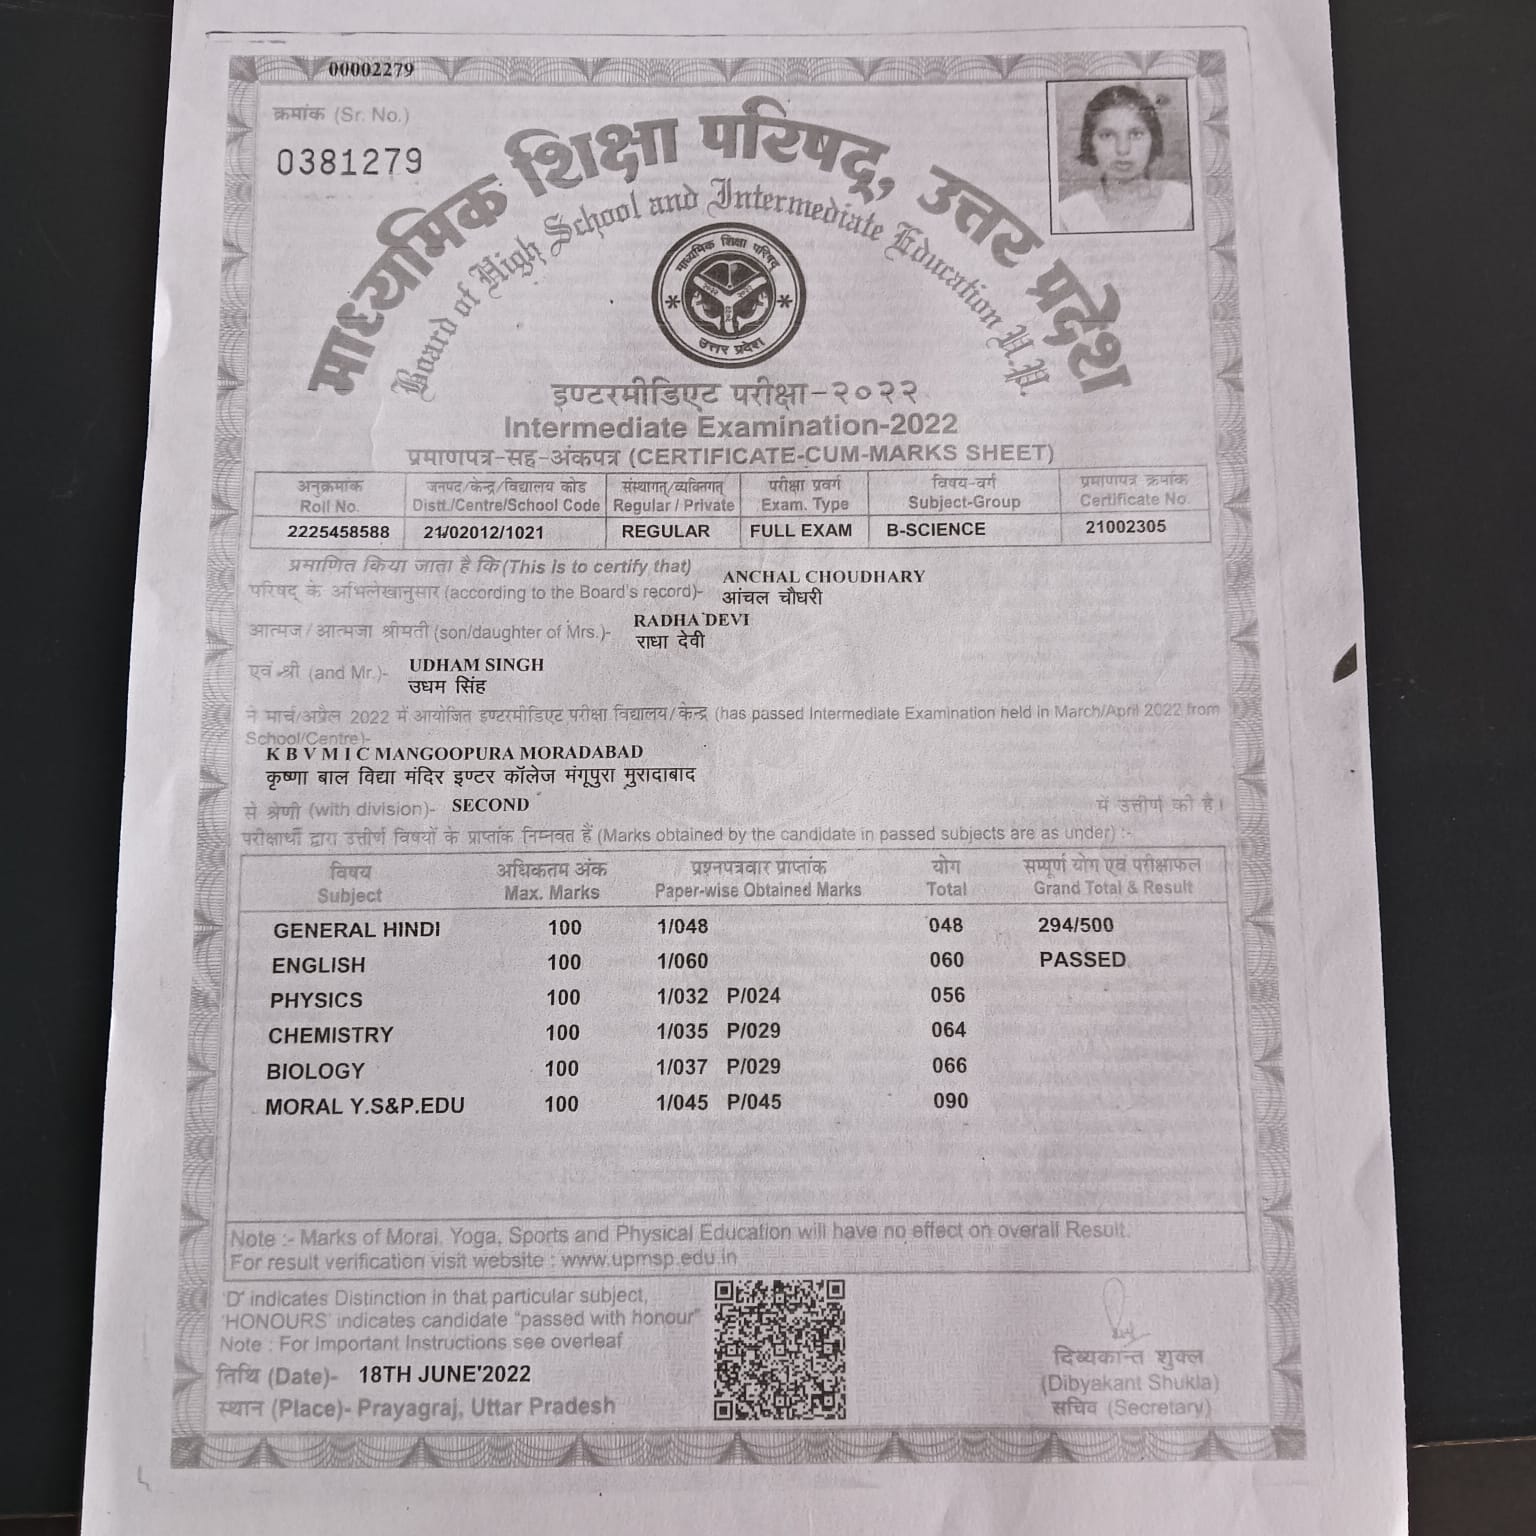 00002279
क्रमांक (Sr. No.)
0381279
माध्यमिक शिक्षा परिषद्, उत्तर प्रदेश
Board of High School and Intermediate Education U.P.
माध्यमिक शिक्षा परिषद्
उत्तर प्रदेश
इण्टरमीडिएट परीक्षा-२०२२
Intermediate Examination-2022
प्रमाणपत्र-सह-अंकपत्र (CERTIFICATE-CUM-MARKS SHEET)
अनुक्रमांक जनपद/केन्द्र/विद्यालय कोड संस्थागत/व्यक्तिगत परीक्षा प्रवर्ग विषय-वर्ग प्रमाणपत्र क्रमांक
Roll No. Distt./Centre/School Code Regular / Private Exam. Type Subject-Group Certificate No.
2225458588 21/02012/1021 REGULAR FULL EXAM B-SCIENCE 21002305
प्रमाणित किया जाता है कि (This is to certify that) ANCHAL CHOUDHARY
परिषद् के अभिलेखानुसार (according to the Board's record)- आंचल चौधरी
RADHA DEVI
आत्मज/आत्मजा श्रीमती (son/daughter of Mrs.)- राधा देवी
एवं श्री (and Mr.)- UDHAM SINGH
उधम सिंह
ने मार्च/अप्रैल 2022 में आयोजित इण्टरमीडिएट परीक्षा विद्यालय/केन्द्र (has passed Intermediate Examination held in March/April 2022 from
School/Centre)-
K B V M I C MANGOOPURA MORADABAD
कृष्णा बाल विद्या मंदिर इण्टर कॉलेज मंगूपुरा मुरादाबाद
से श्रेणी (with division)- SECOND में उत्तीर्ण की है।
परीक्षार्थी द्वारा उत्तीर्ण विषयों के प्राप्तांक निम्नवत हैं (Marks obtained by the candidate in passed subjects are as under) :-
विषय अधिकतम अंक प्रश्नपत्रवार प्राप्तांक योग सम्पूर्ण योग एवं परीक्षाफल
Subject Max. Marks Paper-wise Obtained Marks Total Grand Total & Result
GENERAL HINDI 100 1/048 048 294/500
ENGLISH 100 1/060 060 PASSED
PHYSICS 100 1/032 P/024 056
CHEMISTRY 100 1/035 P/029 064
BIOLOGY 100 1/037 P/029 066
MORAL Y.S&P.EDU 100 1/045 P/045 090
Note :- Marks of Moral, Yoga, Sports and Physical Education will have no effect on overall Result.
For result verification visit website : www.upmsp.edu.in
'D' indicates Distinction in that particular subject,
'HONOURS' indicates candidate "passed with honour"
Note : For Important Instructions see overleaf
तिथि (Date)- 18TH JUNE'2022
स्थान (Place)- Prayagraj, Uttar Pradesh
दिव्यकान्त शुक्ल
(Dibyakant Shukla)
सचिव (Secretary)